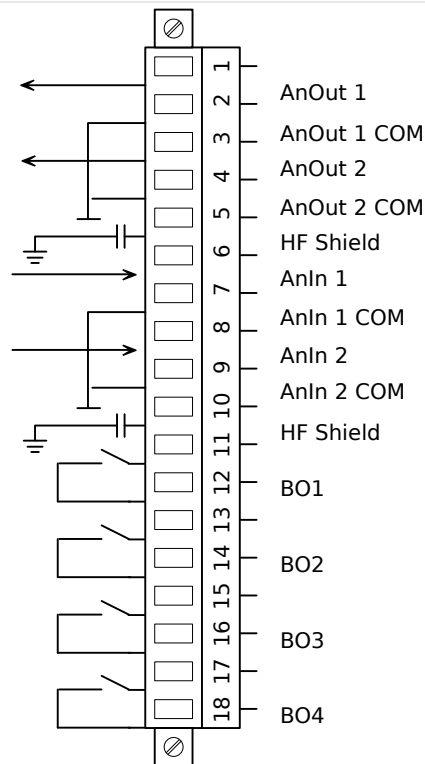 1
2
AnOut 1
3
AnOut 1 COM
4
AnOut 2
5
AnOut 2 COM
6
HF Shield
7
AnIn 1
8
AnIn 1 COM
9
AnIn 2
10
AnIn 2 COM
11
HF Shield
12
BO1
13
14
BO2
15
16
BO3
17
18
BO4